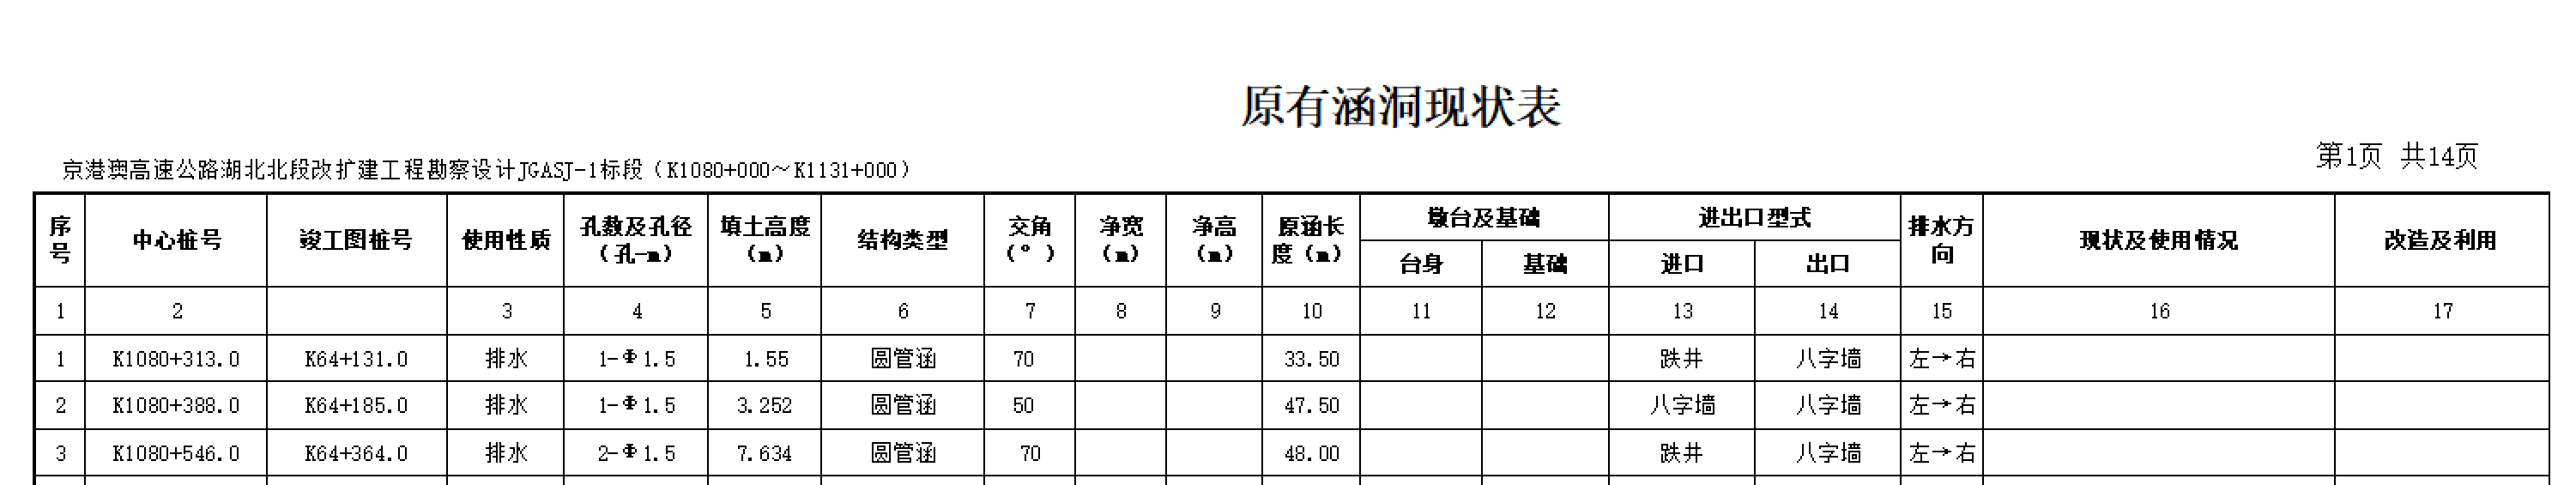 原有涵洞现状表
第1页 共14页
京港澳高速公路湖北北段改扩建工程勘察设计JGASJ-1标段（K1080+000～K1131+000）
序号 中心桩号 竣工图桩号 使用性质 孔数及孔径（孔-m） 填土高度（m） 结构类型 交角（°） 净宽（m） 净高（m） 原涵长度（m） 墩台及基础 进出口型式 排水方向 现状及使用情况 改造及利用
台身 基础 进口 出口
1 2 3 4 5 6 7 8 9 10 11 12 13 14 15 16 17
1 K1080+313.0 K64+131.0 排水 1-Φ1.5 1.55 圆管涵 70 33.50 跌井 八字墙 左→右
2 K1080+388.0 K64+185.0 排水 1-Φ1.5 3.252 圆管涵 50 47.50 八字墙 八字墙 左→右
3 K1080+546.0 K64+364.0 排水 2-Φ1.5 7.634 圆管涵 70 48.00 跌井 八字墙 左→右